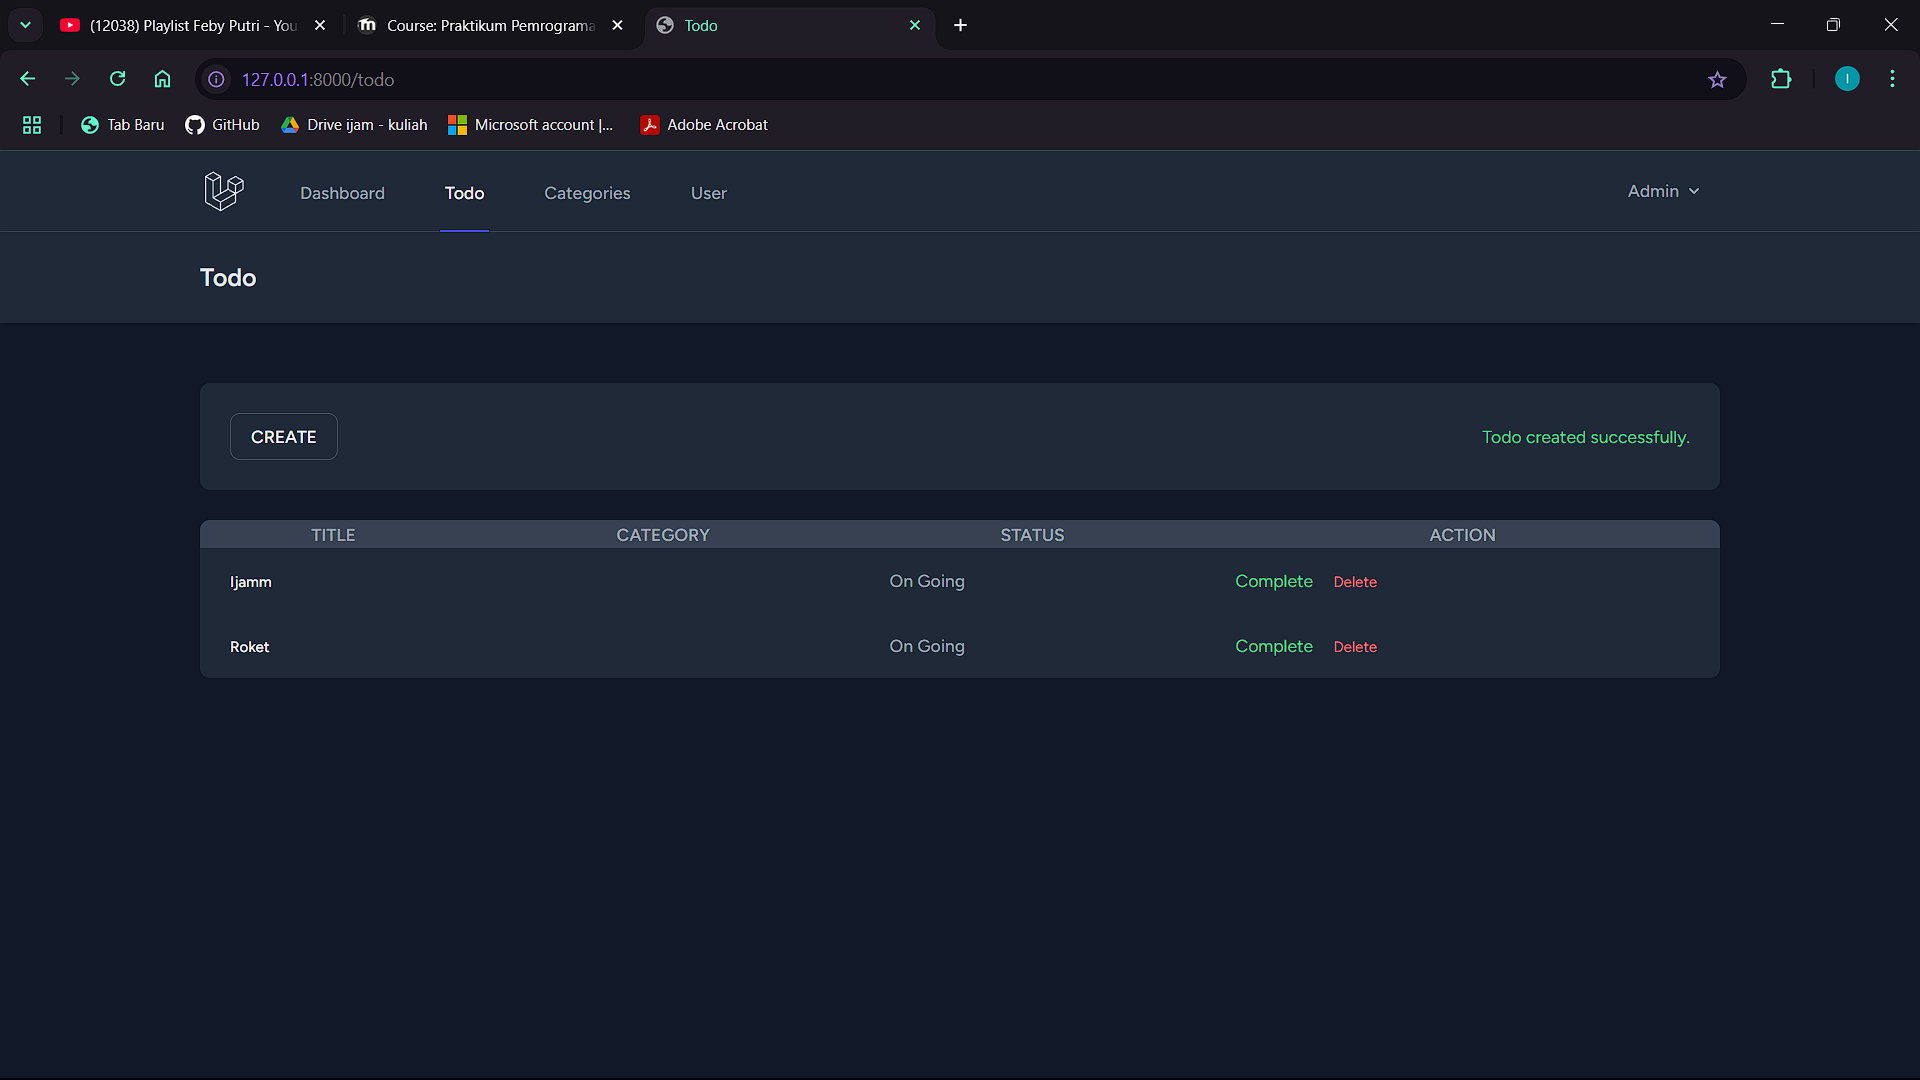 (12038) Playlist Feby Putri - You
Course: Praktikum Pemrograma
Todo
127.0.0.1:8000/todo
I
Tab Baru
GitHub
Drive ijam - kuliah
Microsoft account |...
Adobe Acrobat
Dashboard
Todo
Categories
User
Admin
Todo
CREATE
Todo created successfully.
TITLE CATEGORY STATUS ACTION
Ijamm On Going Complete Delete
Roket On Going Complete Delete